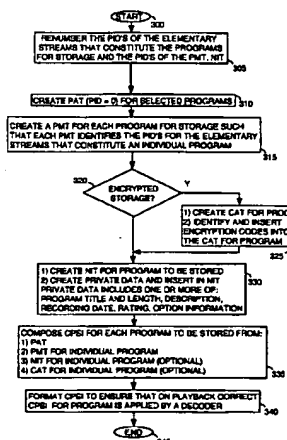 START
300
RENUMBER THE PID'S OF THE ELEMENTARY
STREAMS THAT CONSTITUTE THE PROGRAMS
FOR STORAGE AND THE PID'S OF THE PMT, NIT
305
CREATE PAT (PID = 0) FOR SELECTED PROGRAMS
310
CREATE A PMT FOR EACH PROGRAM FOR STORAGE SUCH
THAT EACH PMT IDENTIFIES THE PID'S FOR THE ELEMENTARY
STREAMS THAT CONSTITUTE AN INDIVIDUAL PROGRAM
315
320
ENCRYPTED
STORAGE?
Y
1) CREATE CAT FOR PROG
2) IDENTIFY AND INSERT
ENCRYPTION CODES INTO
THE CAT FOR PROGRAM
325
1) CREATE NIT FOR PROGRAM TO BE STORED
2) CREATE PRIVATE DATA AND INSERT IN NIT
PRIVATE DATA INCLUDES ONE OR MORE OF:
PROGRAM TITLE AND LENGTH, DESCRIPTION,
RECORDING DATE, RATING, OPTION INFORMATION
330
COMPOSE CPSI FOR EACH PROGRAM TO BE STORED FROM:
1) PAT
2) PMT FOR INDIVIDUAL PROGRAM
3) NIT FOR INDIVIDUAL PROGRAM (OPTIONAL)
4) CAT FOR INDIVIDUAL PROGRAM (OPTIONAL)
335
FORMAT CPSI TO ENSURE THAT ON PLAYBACK CORRECT
CPSI FOR PROGRAM IS APPLIED BY A DECODER
340
END